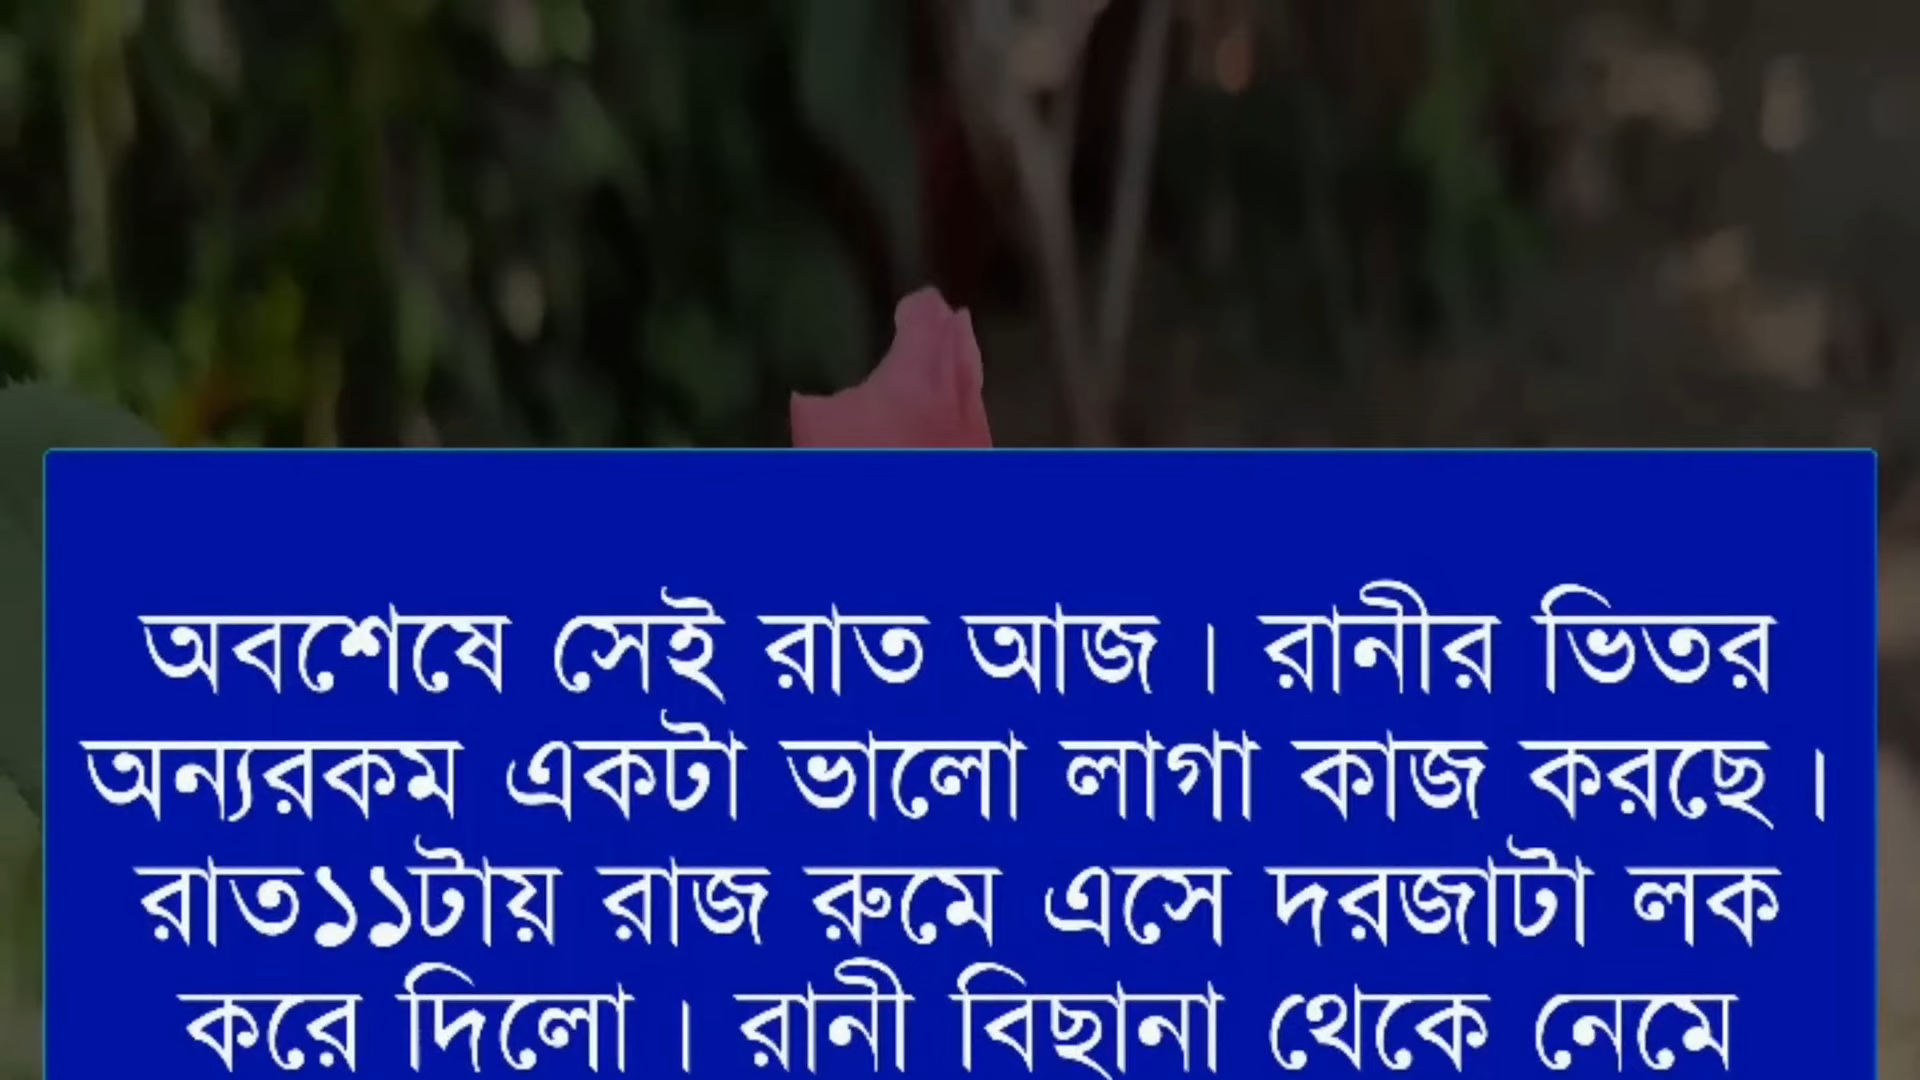 অবশেষে সেই রাত আজ । রানীর ভিতর
অন্যরকম একটা ভালো লাগা কাজ করছে ।
রাত১১টায় রাজ রুমে এসে দরজাটা লক
করে দিলো । রানী বিছানা থেকে নেমে